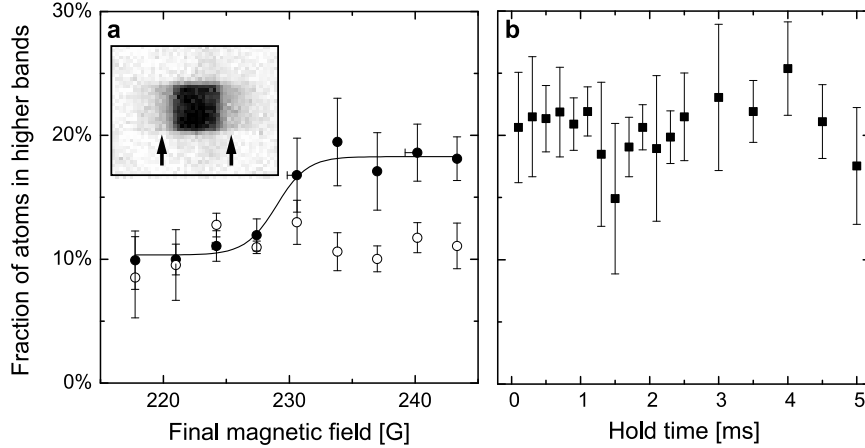 a
b
30%
20%
10%
0%
Fraction of atoms in higher bands
220 230 240
Final magnetic field [G]
0 1 2 3 4 5
Hold time [ms]